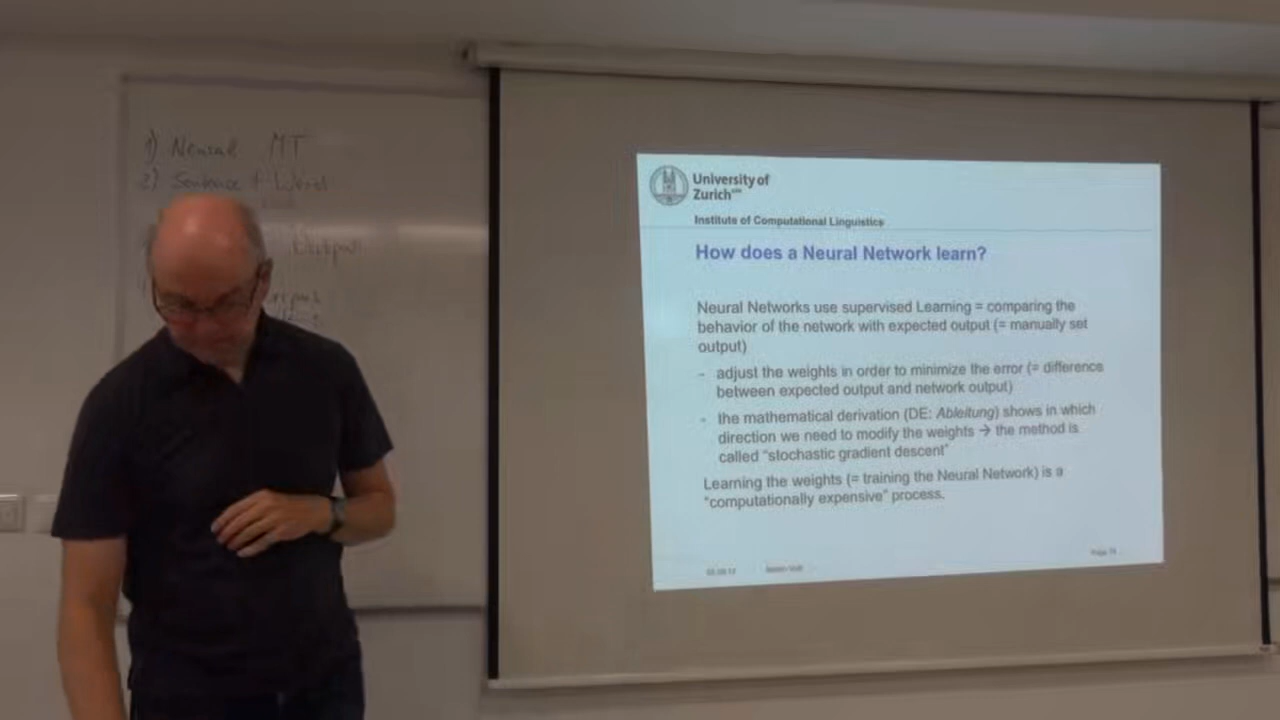 1) Neural MT
2) Sentence + Word
University of
Zurich
Institute of Computational Linguistics
How does a Neural Network learn?
Neural Networks use supervised Learning = comparing the
behavior of the network with expected output (= manually set
output)
- adjust the weights in order to minimize the error (= difference
between expected output and network output)
- the mathematical derivation (DE: Ableitung) shows in which
direction we need to modify the weights → the method is
called "stochastic gradient descent"
Learning the weights (= training the Neural Network) is a
"computationally expensive" process.
Page